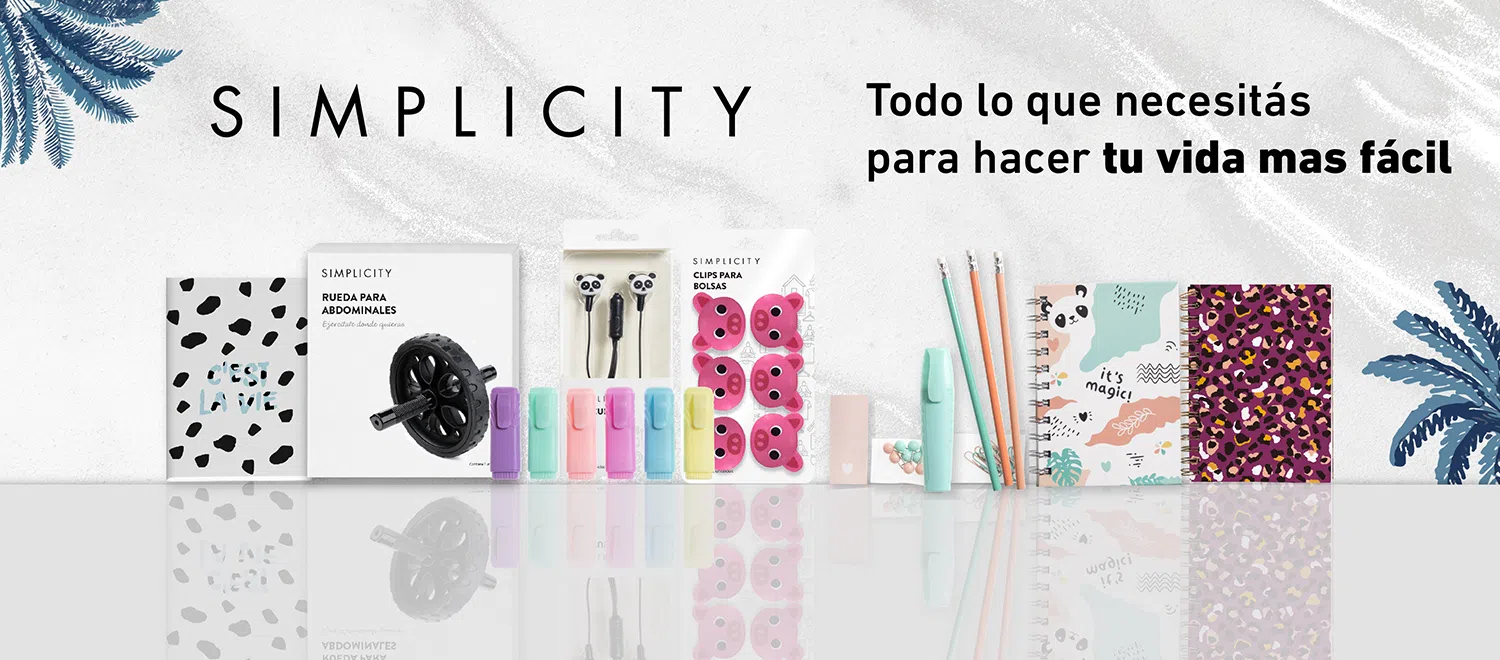 SIMPLICITY
Todo lo que necesitás
para hacer tu vida mas fácil
C'EST
LA VIE
SIMPLICITY
RUEDA PARA
ABDOMINALES
Ejercitate donde quieras
SIMPLICITY
CLIPS PARA
BOLSAS
it's
magic!